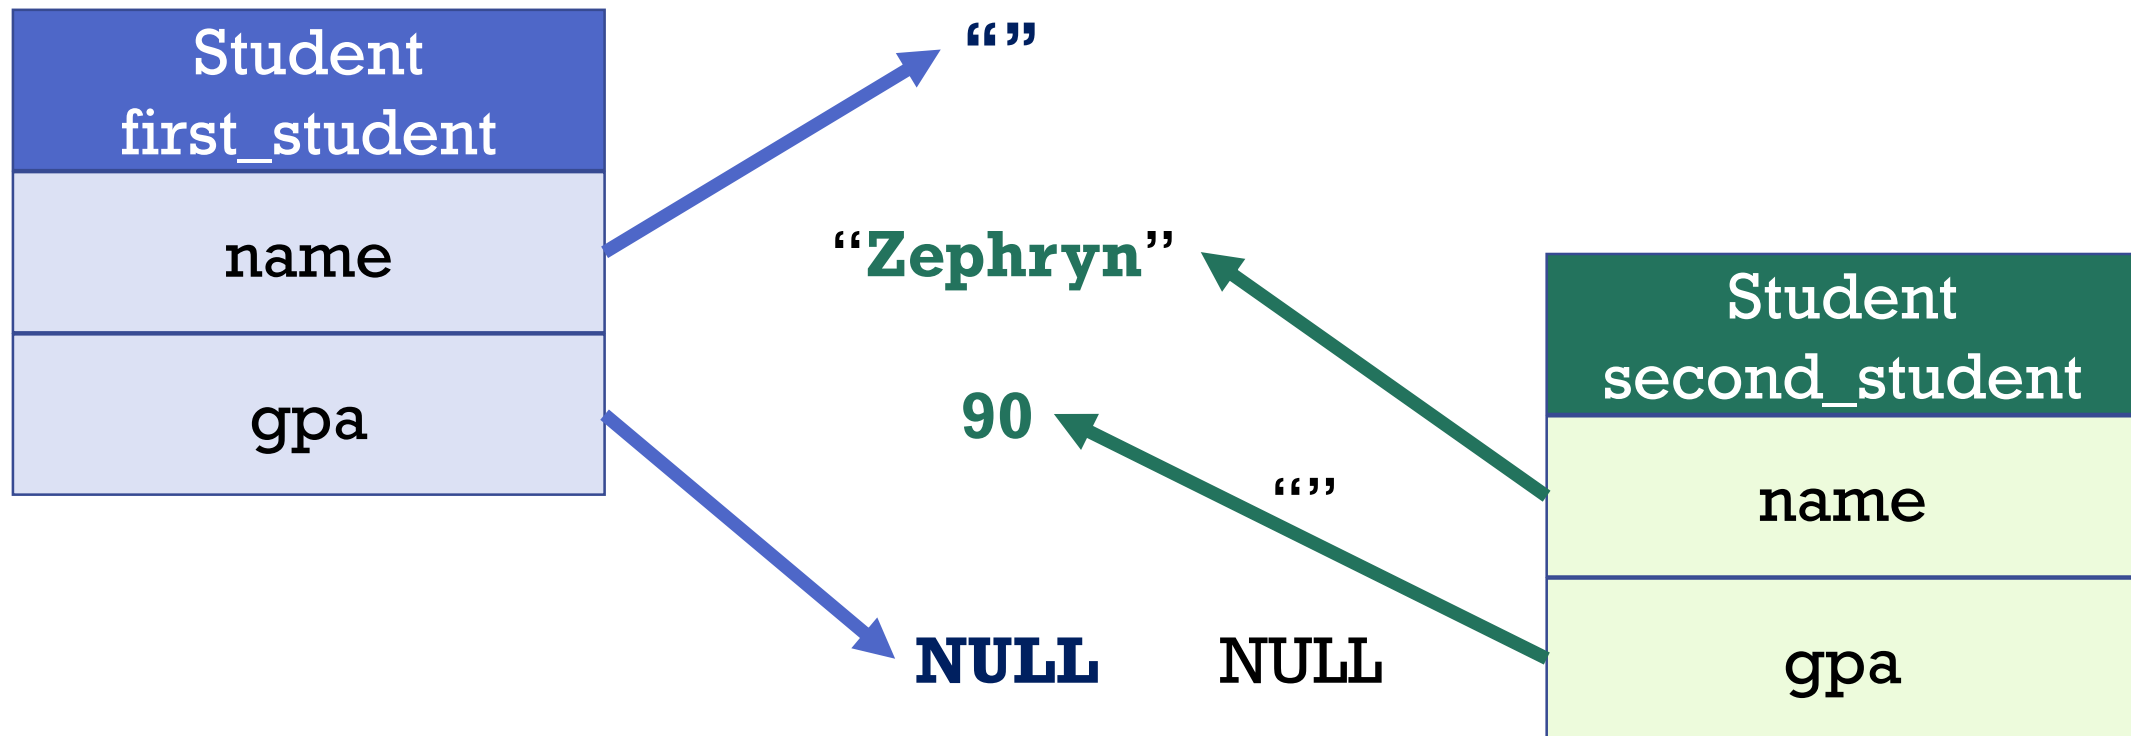 Student
first_student
name
gpa
“”
“Zephryn”
90
“”
NULL
NULL
Student
second_student
name
gpa